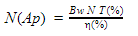 N(Ap) = Bw N T(%) / η(%)